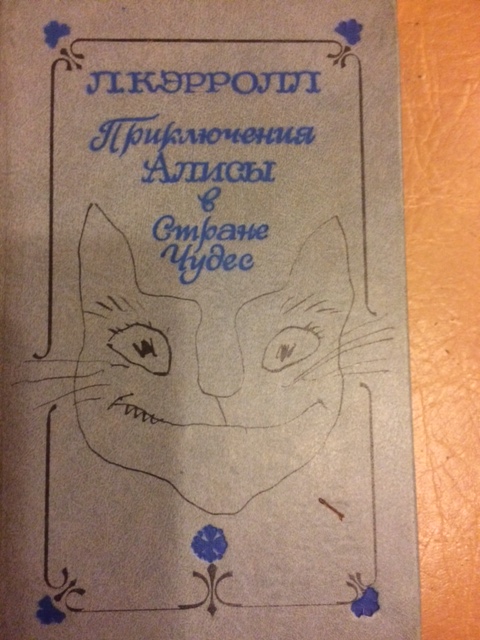 Л.КЭРРОЛЛ
Приключения
Алисы
в
Стране
Чудес